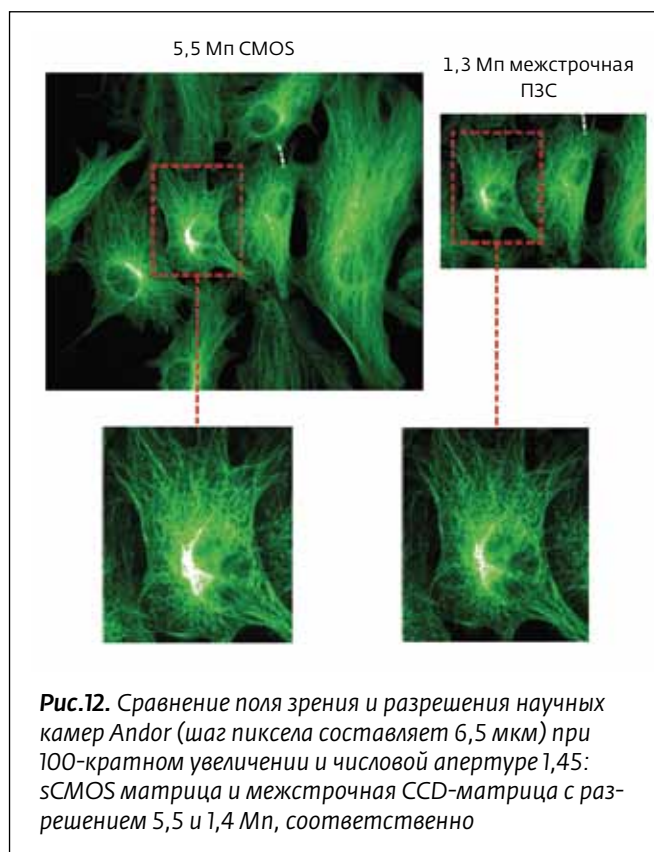 5,5 Мп CMOS
1,3 Мп межстрочная
ПЗС
Рис.12. Сравнение поля зрения и разрешения научных
камер Andor (шаг пиксела составляет 6,5 мкм) при
100-кратном увеличении и числовой апертуре 1,45:
sCMOS матрица и межстрочная CCD-матрица с раз-
решением 5,5 и 1,4 Мп, соответственно